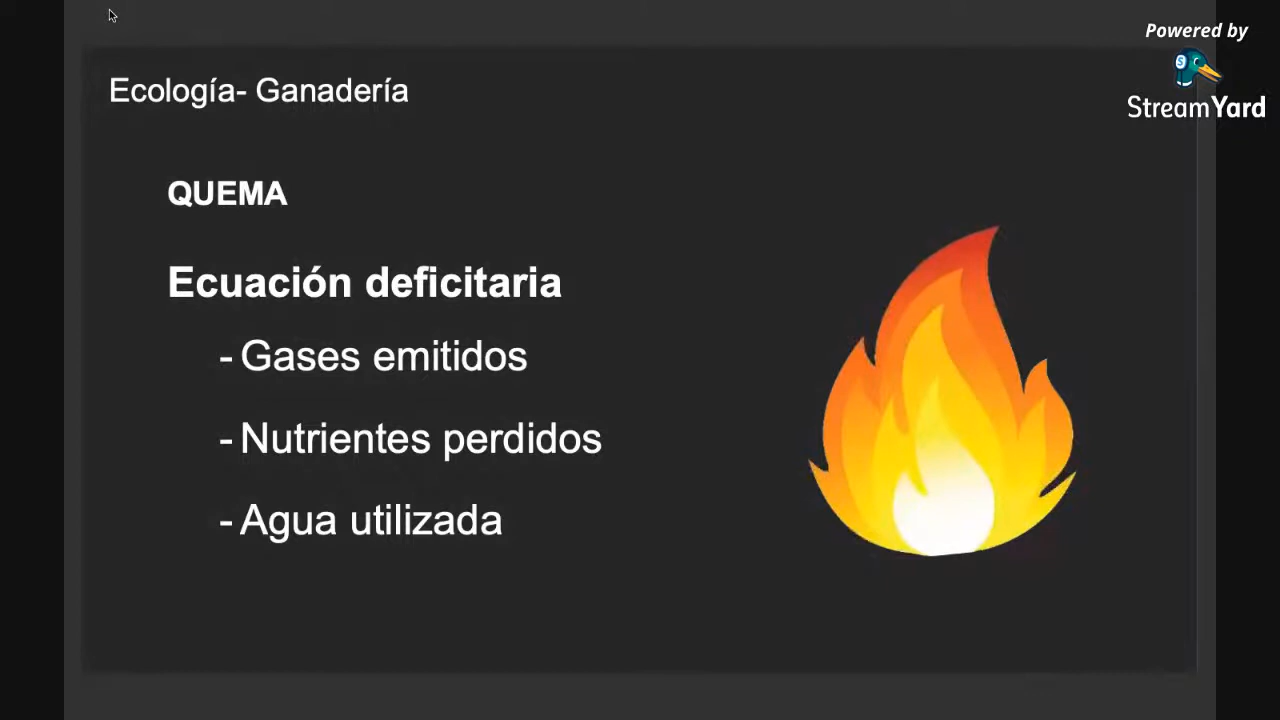 Powered by
StreamYard
Ecología- Ganadería
QUEMA
Ecuación deficitaria
- Gases emitidos
- Nutrientes perdidos
- Agua utilizada